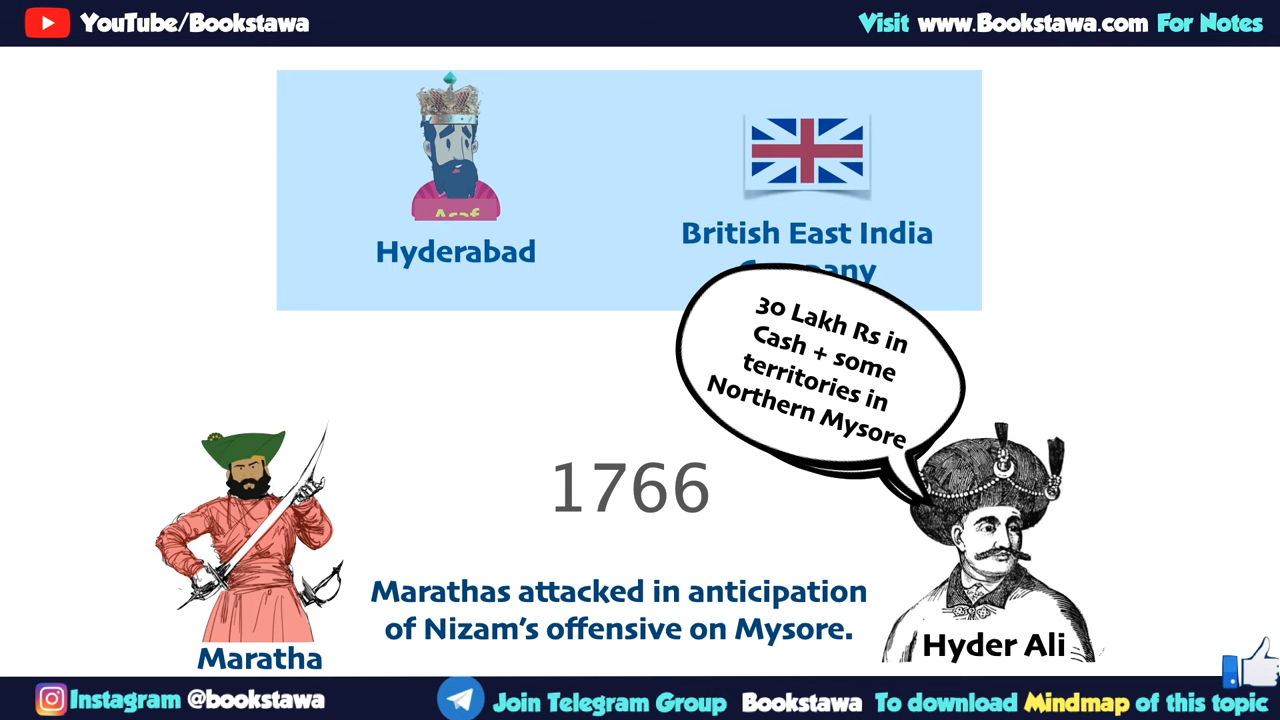 YouTube/Bookstawa
Visit www.Bookstawa.com For Notes
Asaf
Hyderabad
British East India
Company
30 Lakh Rs in
Cash + some
territories in
Northern Mysore
1766
Marathas attacked in anticipation
of Nizam's offensive on Mysore.
Maratha
Hyder Ali
Instagram @bookstawa
Join Telegram Group Bookstawa To download Mindmap of this topic